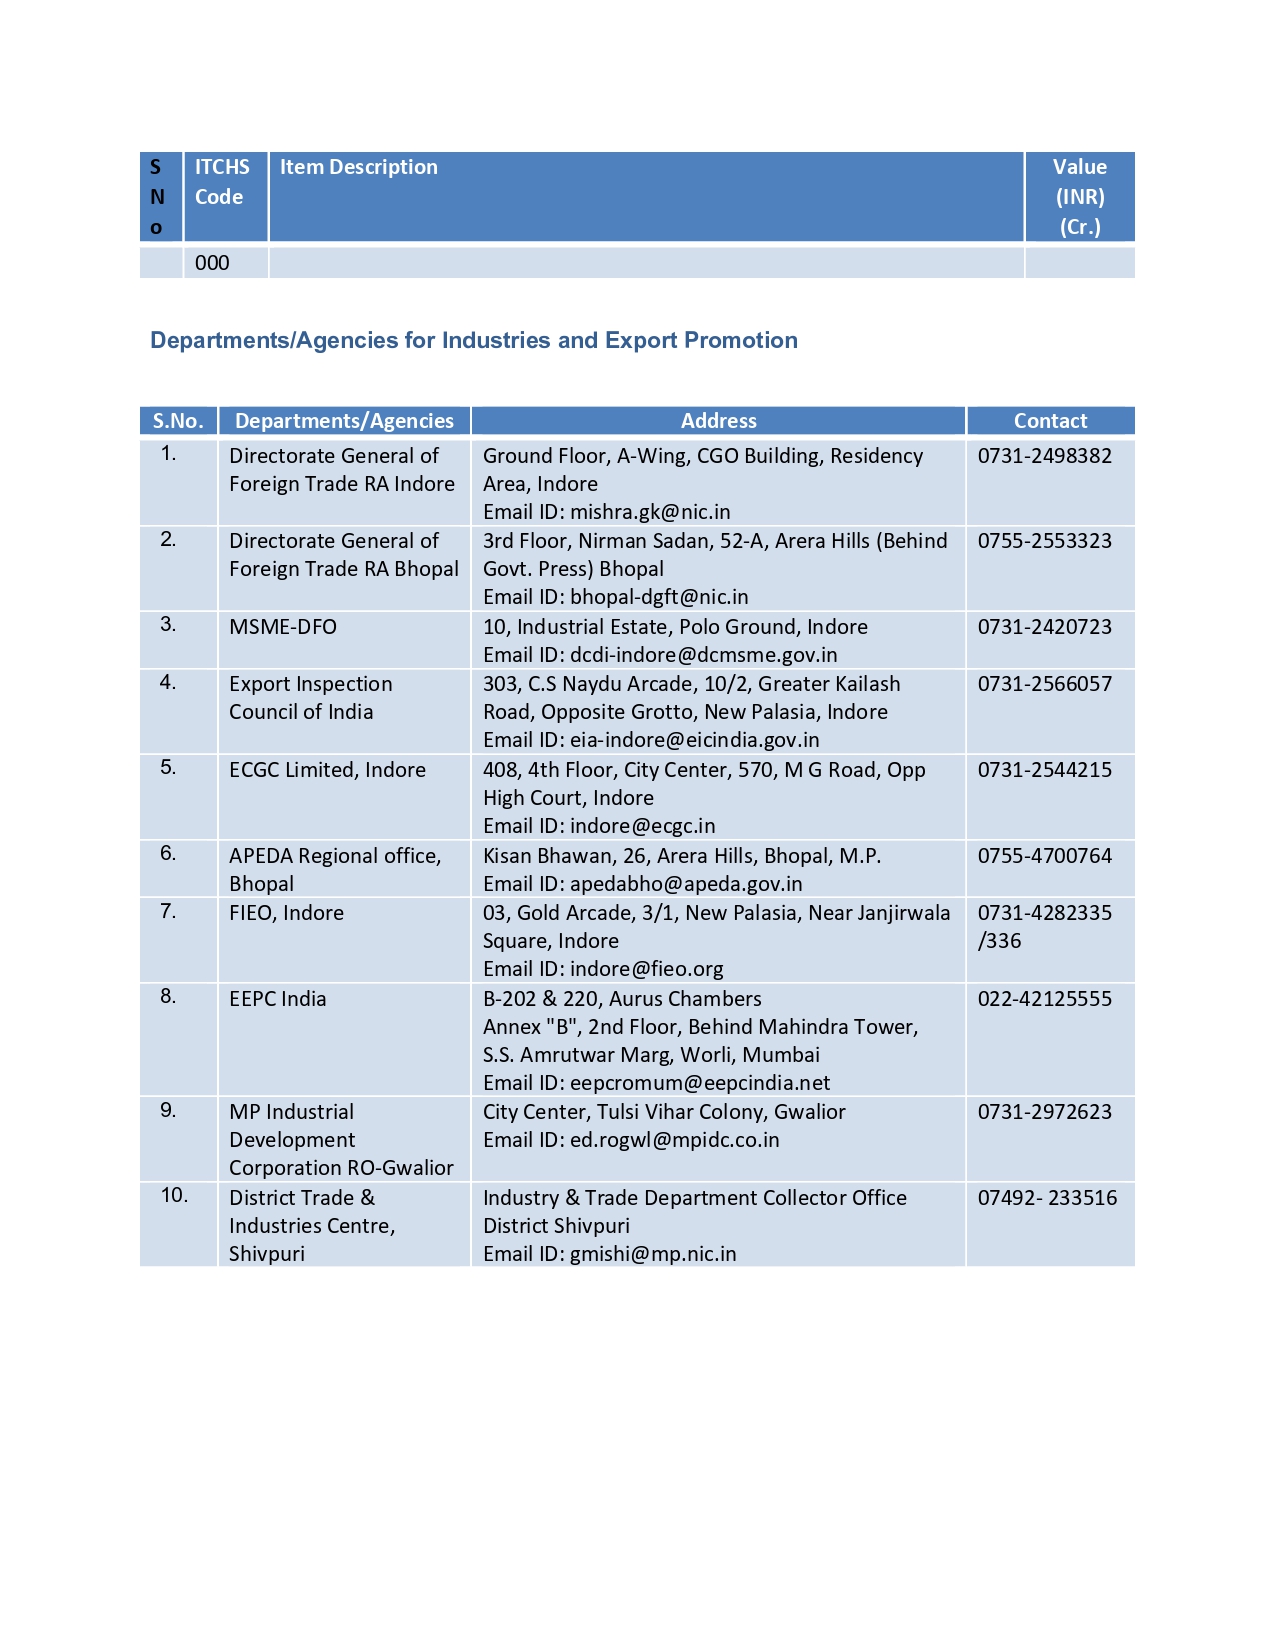 S ITCHS Item Description Value
N Code (INR)
o (Cr.)
000
Departments/Agencies for Industries and Export Promotion
S.No. Departments/Agencies Address Contact
1. Directorate General of Ground Floor, A-Wing, CGO Building, Residency 0731-2498382
Foreign Trade RA Indore Area, Indore
Email ID: mishra.gk@nic.in
2. Directorate General of 3rd Floor, Nirman Sadan, 52-A, Arera Hills (Behind 0755-2553323
Foreign Trade RA Bhopal Govt. Press) Bhopal
Email ID: bhopal-dgft@nic.in
3. MSME-DFO 10, Industrial Estate, Polo Ground, Indore 0731-2420723
Email ID: dcdi-indore@dcmsme.gov.in
4. Export Inspection 303, C.S Naydu Arcade, 10/2, Greater Kailash 0731-2566057
Council of India Road, Opposite Grotto, New Palasia, Indore
Email ID: eia-indore@eicindia.gov.in
5. ECGC Limited, Indore 408, 4th Floor, City Center, 570, M G Road, Opp 0731-2544215
High Court, Indore
Email ID: indore@ecgc.in
6. APEDA Regional office, Kisan Bhawan, 26, Arera Hills, Bhopal, M.P. 0755-4700764
Bhopal Email ID: apedabho@apeda.gov.in
7. FIEO, Indore 03, Gold Arcade, 3/1, New Palasia, Near Janjirwala 0731-4282335
Square, Indore /336
Email ID: indore@fieo.org
8. EEPC India B-202 & 220, Aurus Chambers 022-42125555
Annex "B", 2nd Floor, Behind Mahindra Tower,
S.S. Amrutwar Marg, Worli, Mumbai
Email ID: eepcromum@eepcindia.net
9. MP Industrial City Center, Tulsi Vihar Colony, Gwalior 0731-2972623
Development Email ID: ed.rogwl@mpidc.co.in
Corporation RO-Gwalior
10. District Trade & Industry & Trade Department Collector Office 07492- 233516
Industries Centre, District Shivpuri
Shivpuri Email ID: gmishi@mp.nic.in